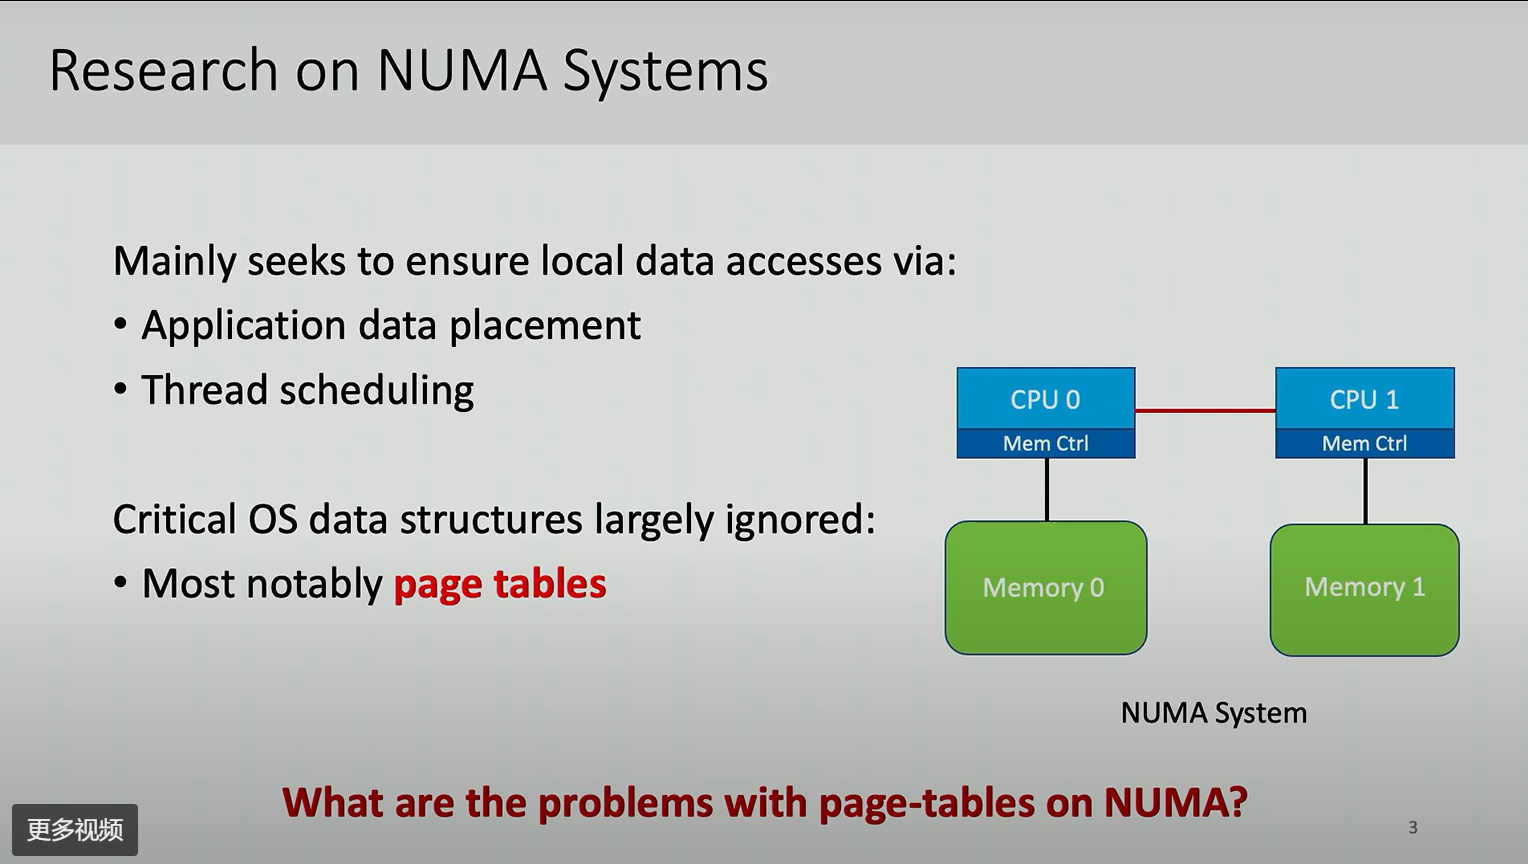 Research on NUMA Systems
Mainly seeks to ensure local data accesses via:
• Application data placement
• Thread scheduling
Critical OS data structures largely ignored:
• Most notably page tables
CPU 0
Mem Ctrl
CPU 1
Mem Ctrl
Memory 0
Memory 1
NUMA System
What are the problems with page-tables on NUMA?
更多视频
3